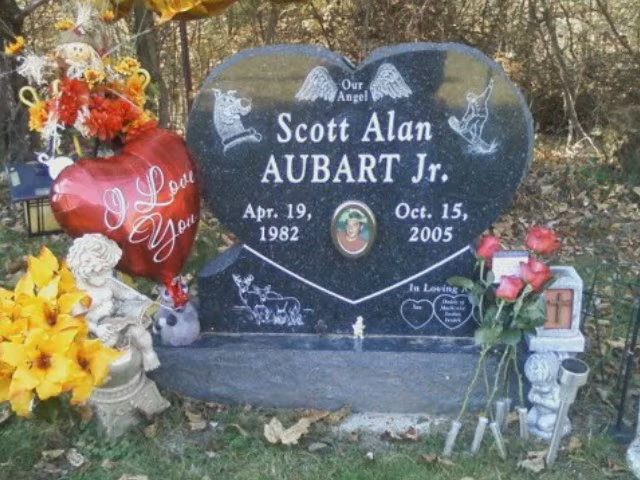 Our
Angel
Scott Alan
AUBART Jr.
Apr. 19,
1982
Oct. 15,
2005
I Love
You
In Loving